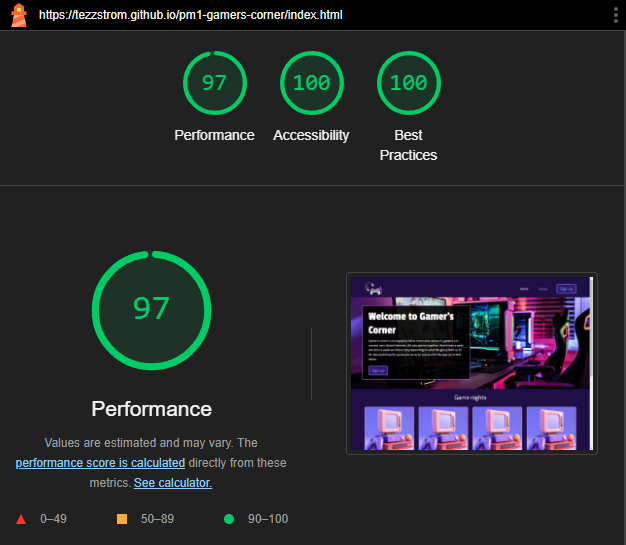 https://tezzstrom.github.io/pm1-gamers-corner/index.html
97
100
100
Performance
Accessibility
Best
Practices
97
Performance
Values are estimated and may vary. The
performance score is calculated directly from these
metrics. See calculator.
0–49
50–89
90–100
Sign Up
Welcome to Gamer's
Corner
Sign up
Game nights